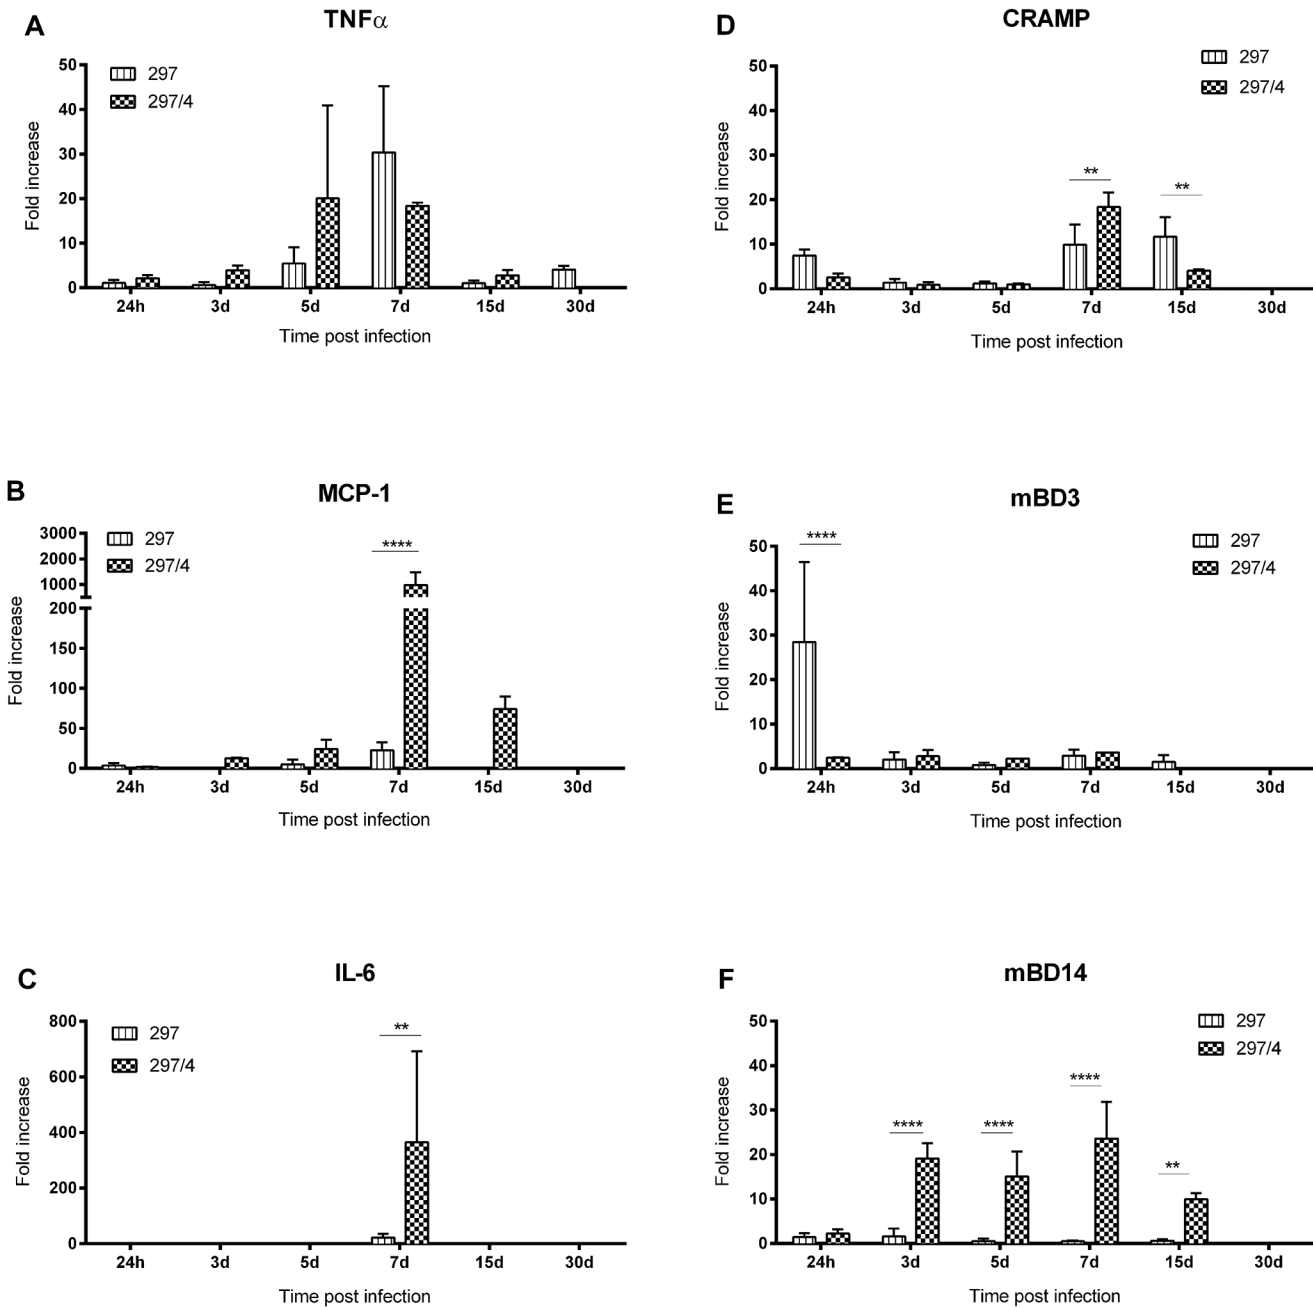 A
TNFα
297
297/4
50
40
30
20
10
0
Fold increase
24h 3d 5d 7d 15d 30d
Time post infection
D
CRAMP
297
297/4
50
40
30
20
10
0
Fold increase
** **
24h 3d 5d 7d 15d 30d
Time post infection
B
MCP-1
297
297/4
3000
2000
1000
200
150
100
50
0
Fold increase
****
24h 3d 5d 7d 15d 30d
Time post infection
E
mBD3
297
297/4
50
40
30
20
10
0
Fold increase
****
24h 3d 5d 7d 15d 30d
Time post infection
C
IL-6
297
297/4
800
600
400
200
0
Fold increase
**
24h 3d 5d 7d 15d 30d
Time post infection
F
mBD14
297
297/4
50
40
30
20
10
0
Fold increase
**** **** **** **
24h 3d 5d 7d 15d 30d
Time post infection